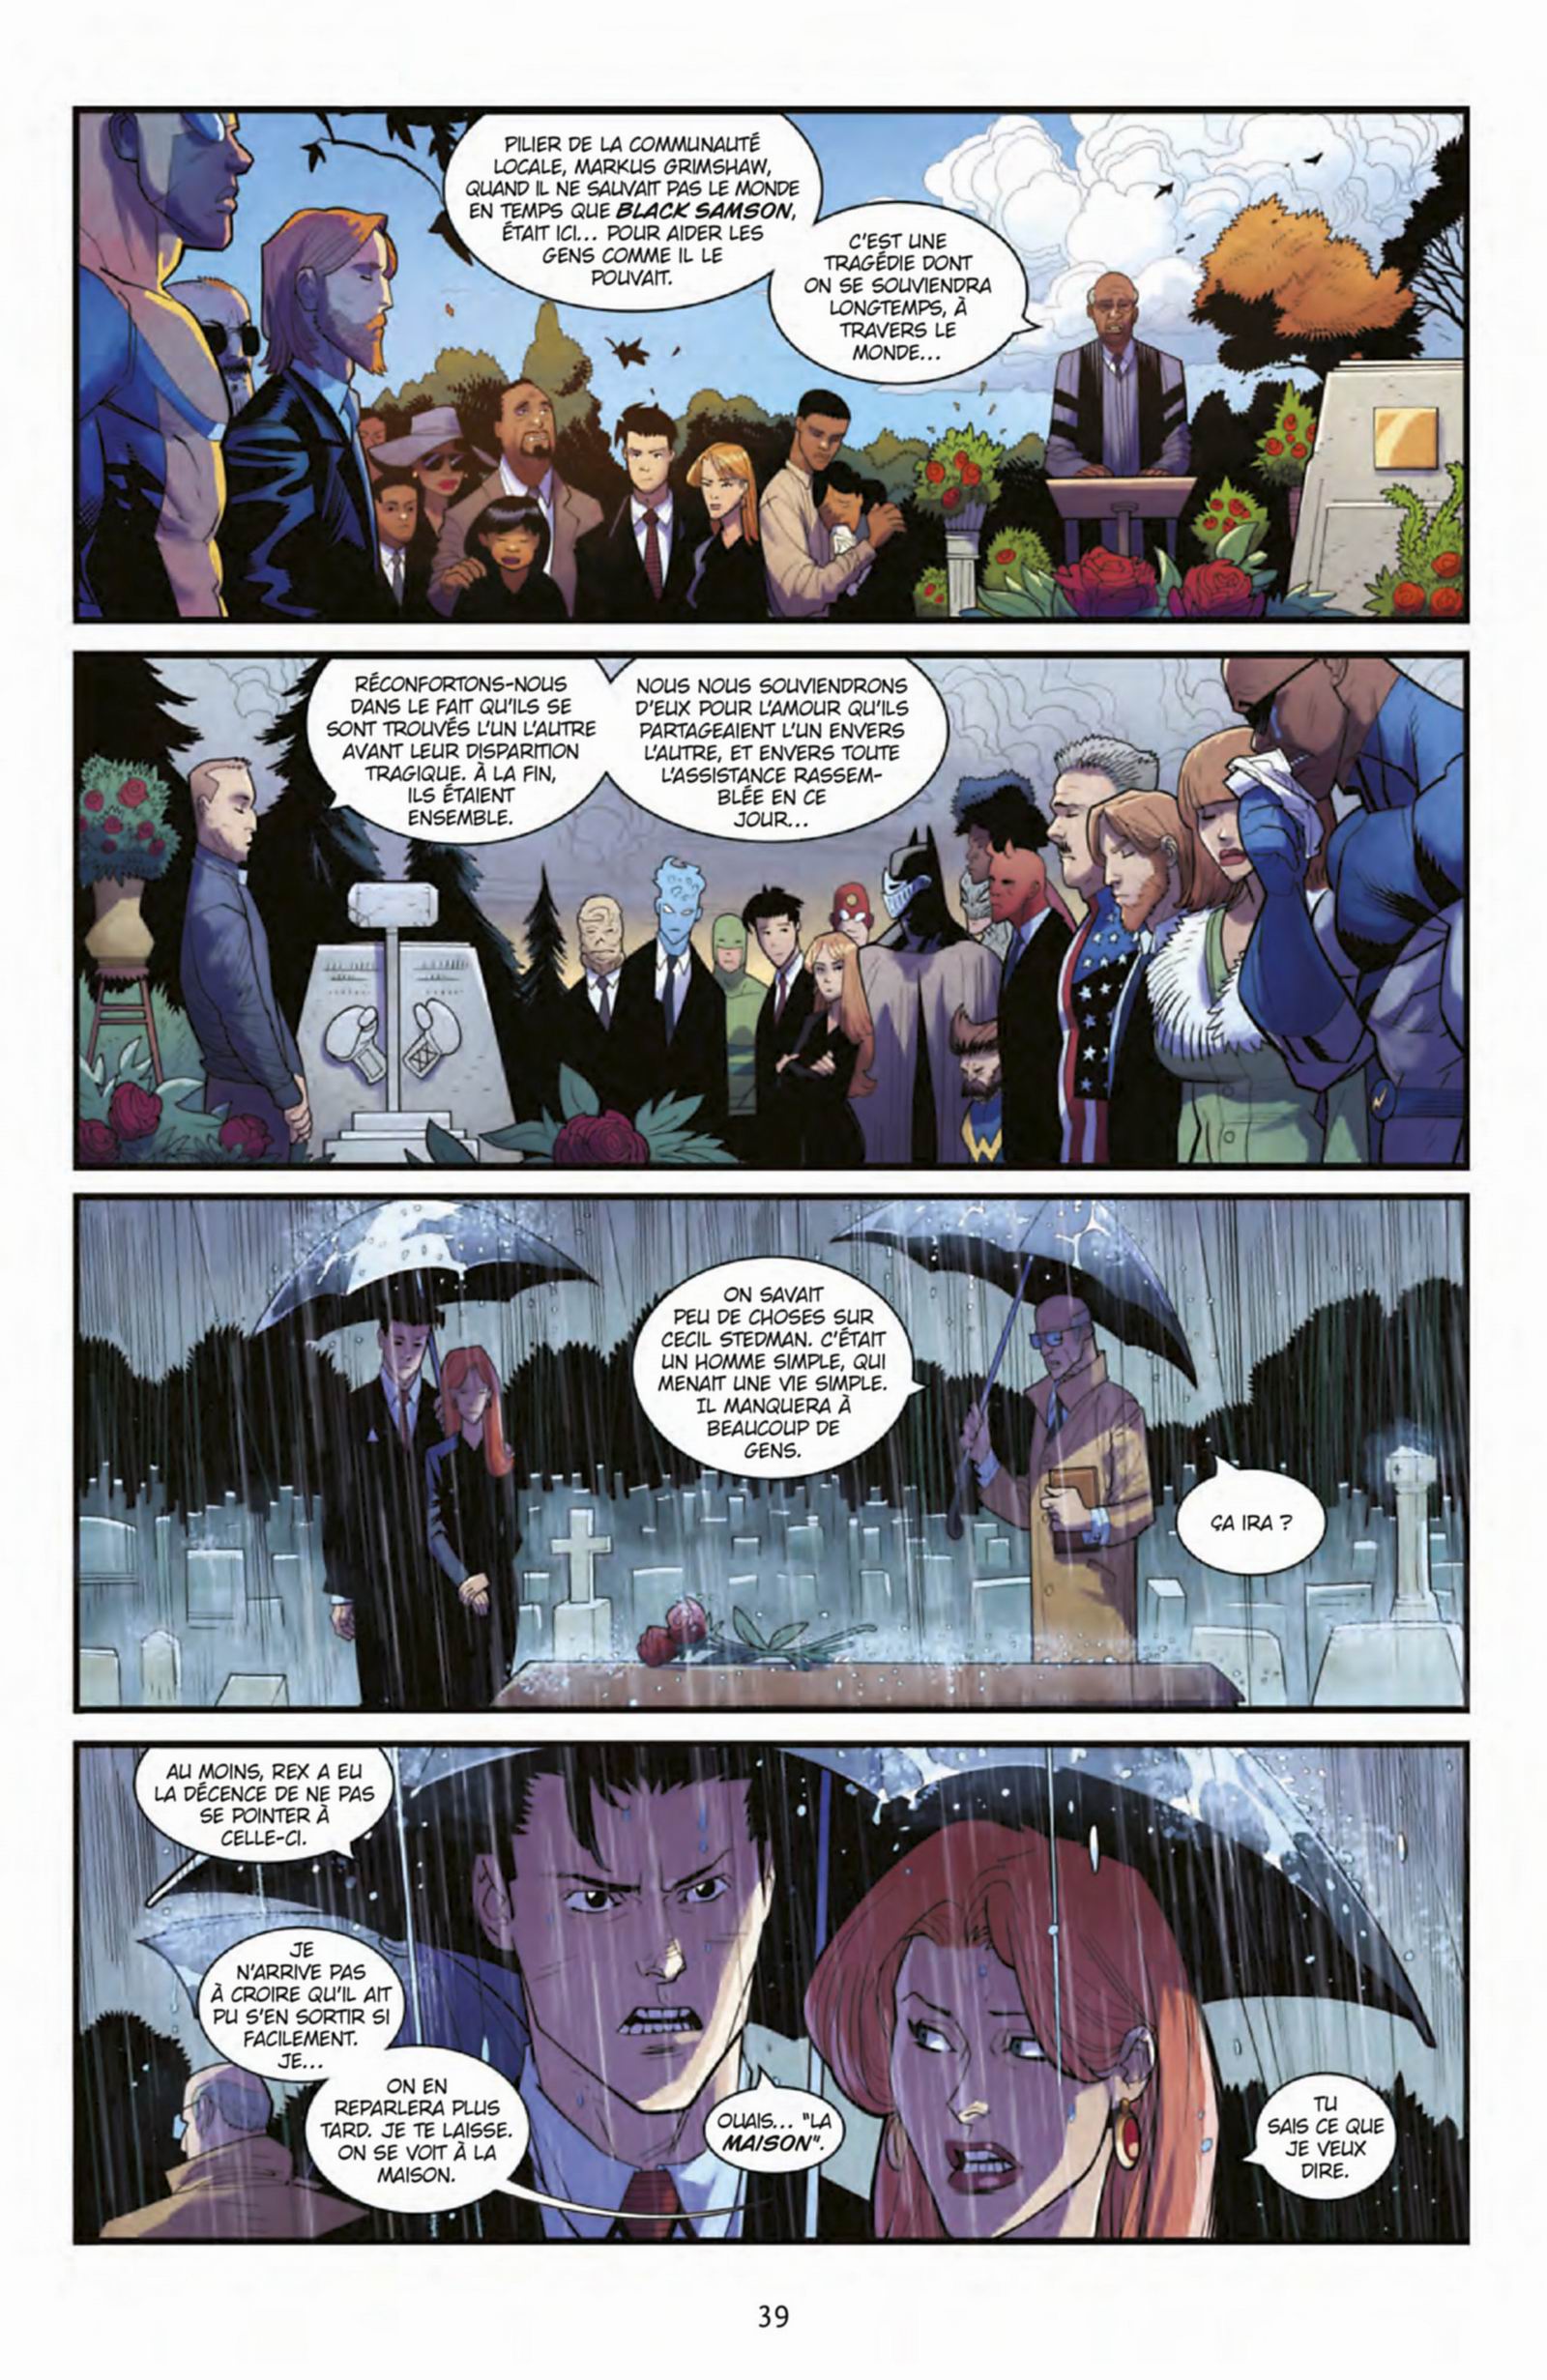 PILIER DE LA COMMUNAUTÉ
LOCALE, MARKUS GRIMSHAW,
QUAND IL NE SAUVAIT PAS LE MONDE
EN TEMPS QUE BLACK SAMSON,
ÉTAIT ICI... POUR AIDER LES
GENS COMME IL LE
POUVAIT.
C'EST UNE
TRAGÉDIE DONT
ON SE SOUVIENDRA
LONGTEMPS, À
TRAVERS LE
MONDE...
RÉCONFORTONS-NOUS
DANS LE FAIT QU'ILS SE
SONT TROUVÉS L'UN L'AUTRE
AVANT LEUR DISPARITION
TRAGIQUE. À LA FIN,
ILS ÉTAIENT
ENSEMBLE.
NOUS NOUS SOUVIENDRONS
D'EUX POUR L'AMOUR QU'ILS
PARTAGEAIENT L'UN ENVERS
L'AUTRE, ET ENVERS TOUTE
L'ASSISTANCE RASSEM-
BLÉE EN CE
JOUR...
W
ON SAVAIT
PEU DE CHOSES SUR
CECIL STEDMAN. C'ÉTAIT
UN HOMME SIMPLE, QUI
MENAIT UNE VIE SIMPLE.
IL MANQUERA À
BEAUCOUP DE
GENS.
ÇA IRA ?
AU MOINS, REX A EU
LA DÉCENCE DE NE PAS
SE POINTER À
CELLE-CI.
JE
N'ARRIVE PAS
À CROIRE QU'IL AIT
PU S'EN SORTIR SI
FACILEMENT.
JE...
ON EN
REPARLERA PLUS
TARD. JE TE LAISSE.
ON SE VOIT À LA
MAISON.
OUAIS... "LA
MAISON".
TU
SAIS CE QUE
JE VEUX
DIRE.
39